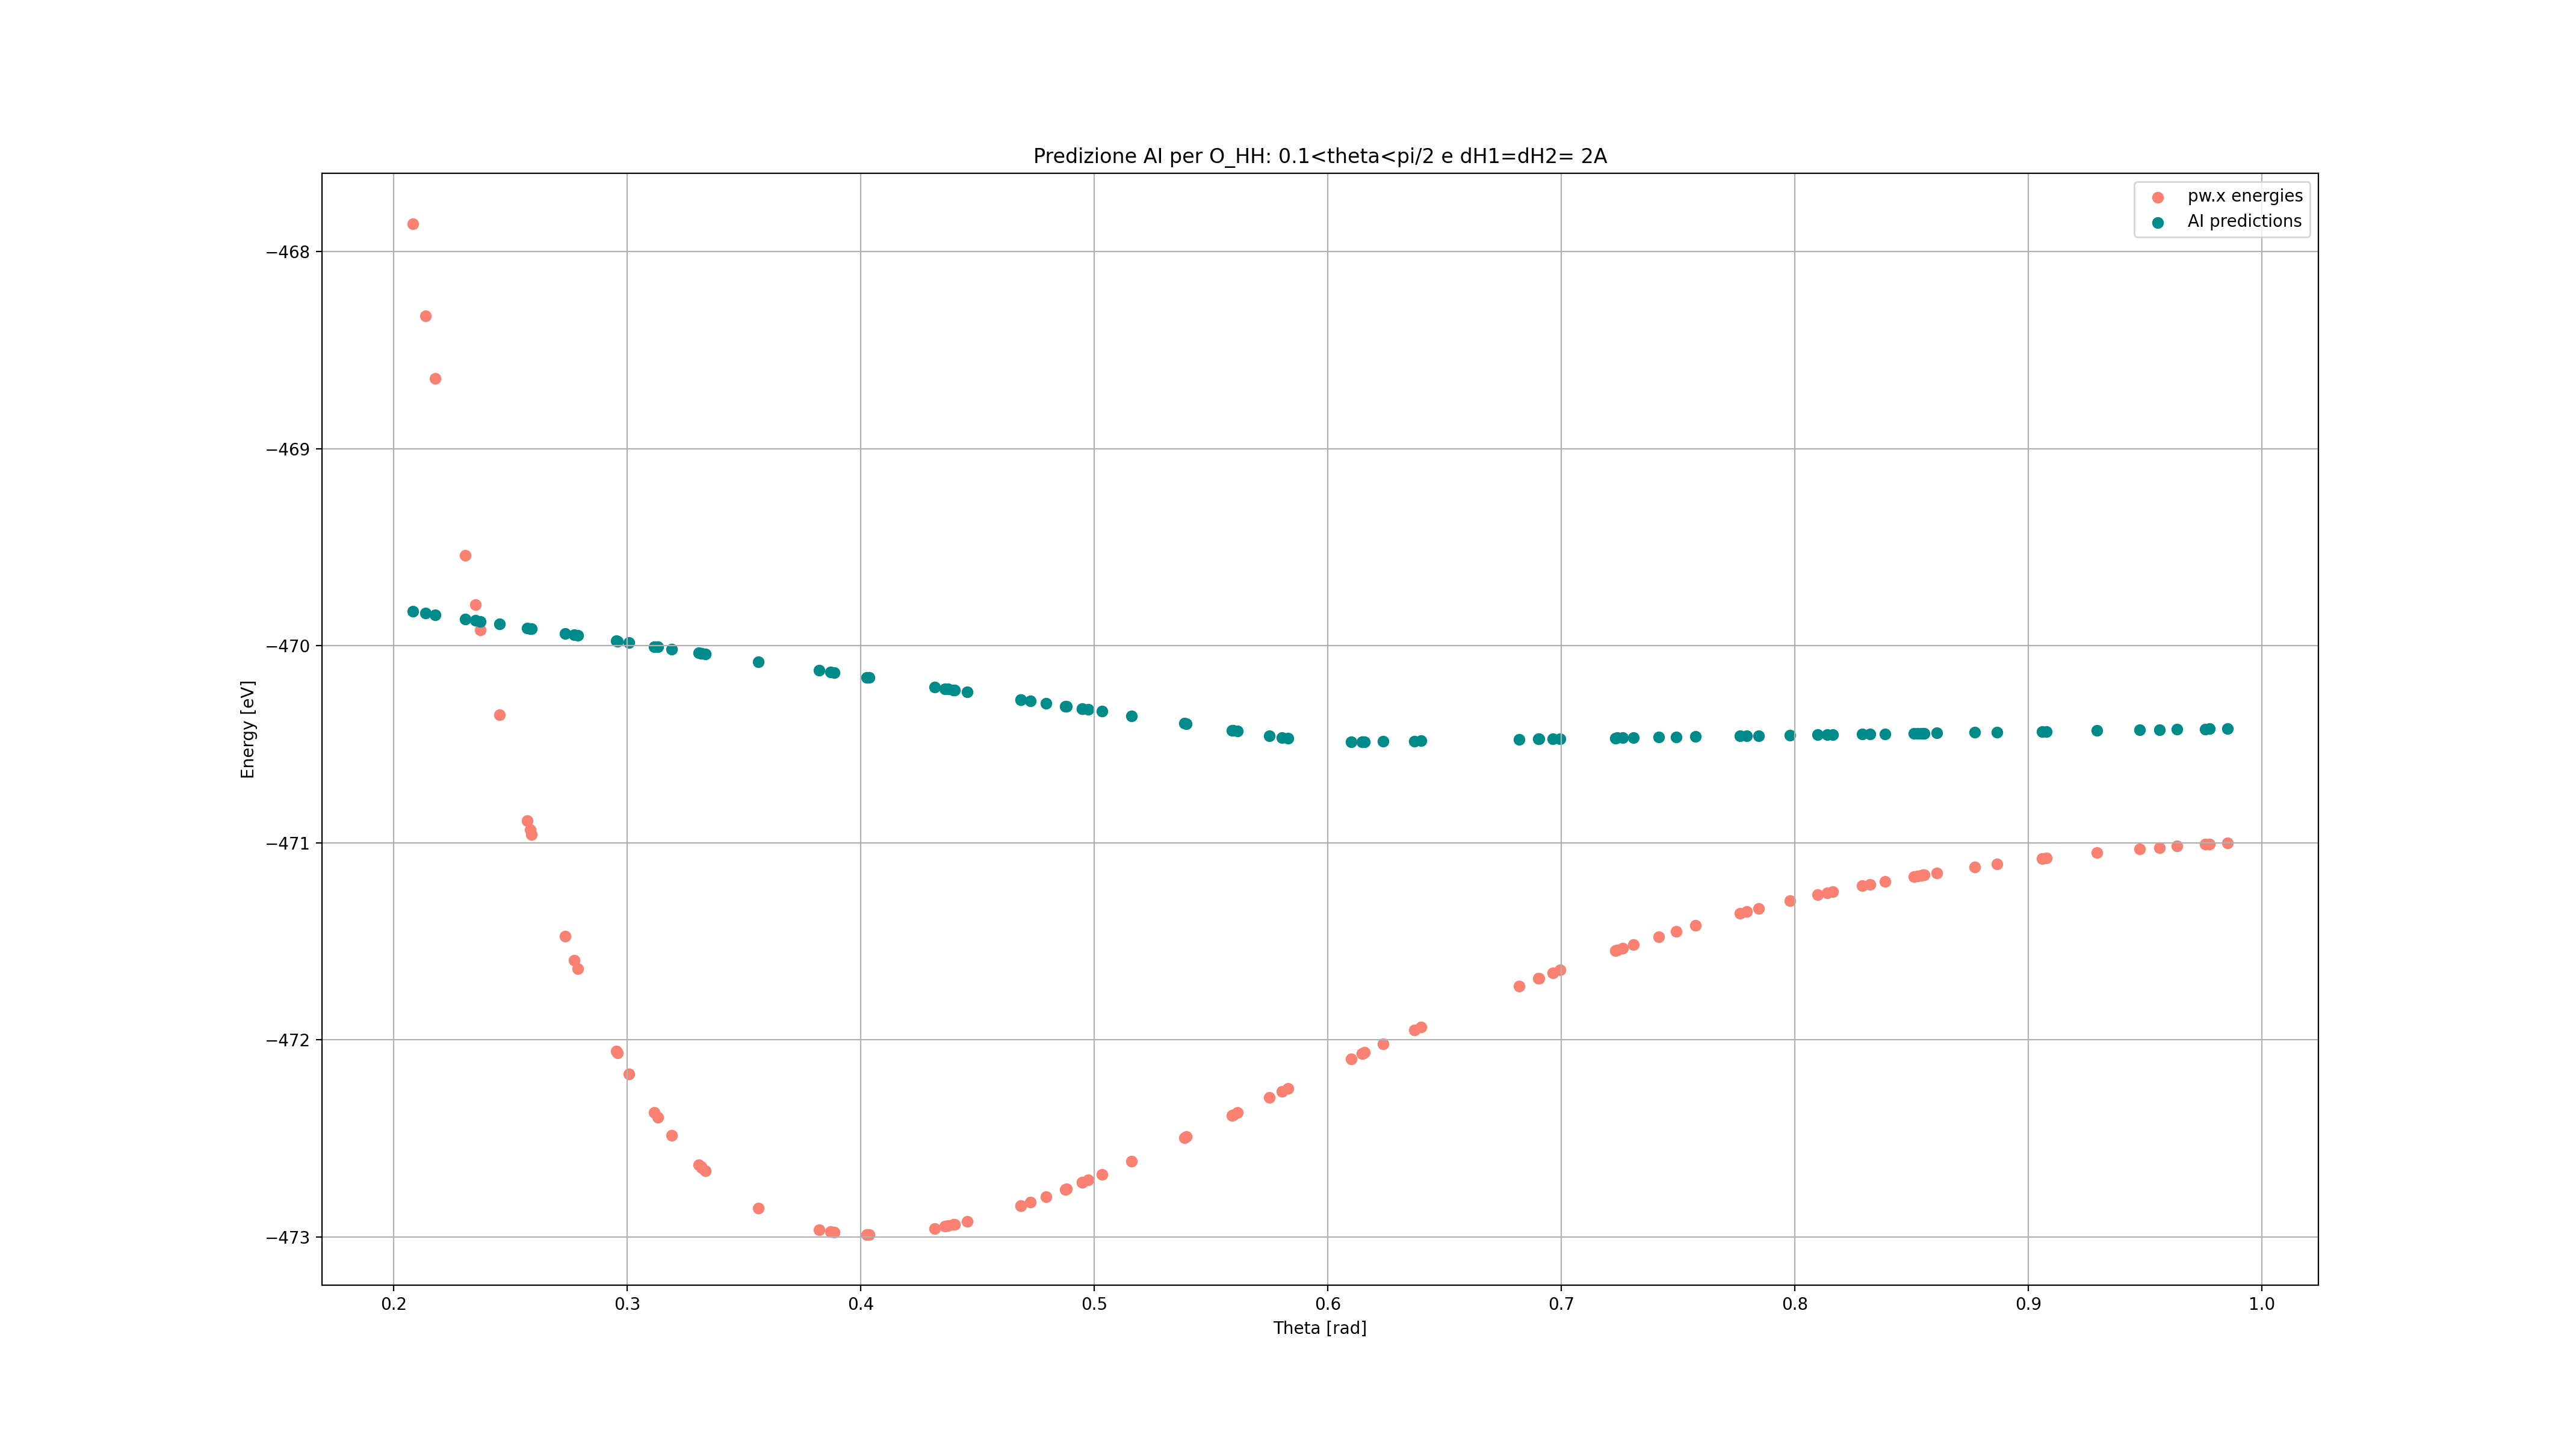 Predizione AI per O_HH: 0.1<theta<pi/2 e dH1=dH2= 2A
pw.x energies
AI predictions
−468
−469
−470
−471
−472
−473
Energy [eV]
0.2 0.3 0.4 0.5 0.6 0.7 0.8 0.9 1.0
Theta [rad]